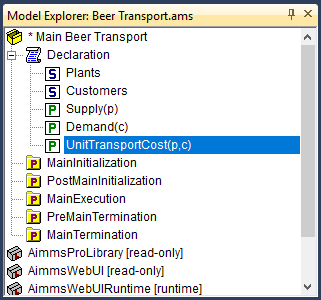 Model Explorer: Beer Transport.ams
* Main Beer Transport
Declaration
S Plants
S Customers
P Supply(p)
P Demand(c)
P UnitTransportCost(p,c)
P MainInitialization
P PostMainInitialization
P MainExecution
P PreMainTermination
P MainTermination
AimmsProLibrary [read-only]
AimmsWebUI [read-only]
AimmsWebUIRuntime [runtime]